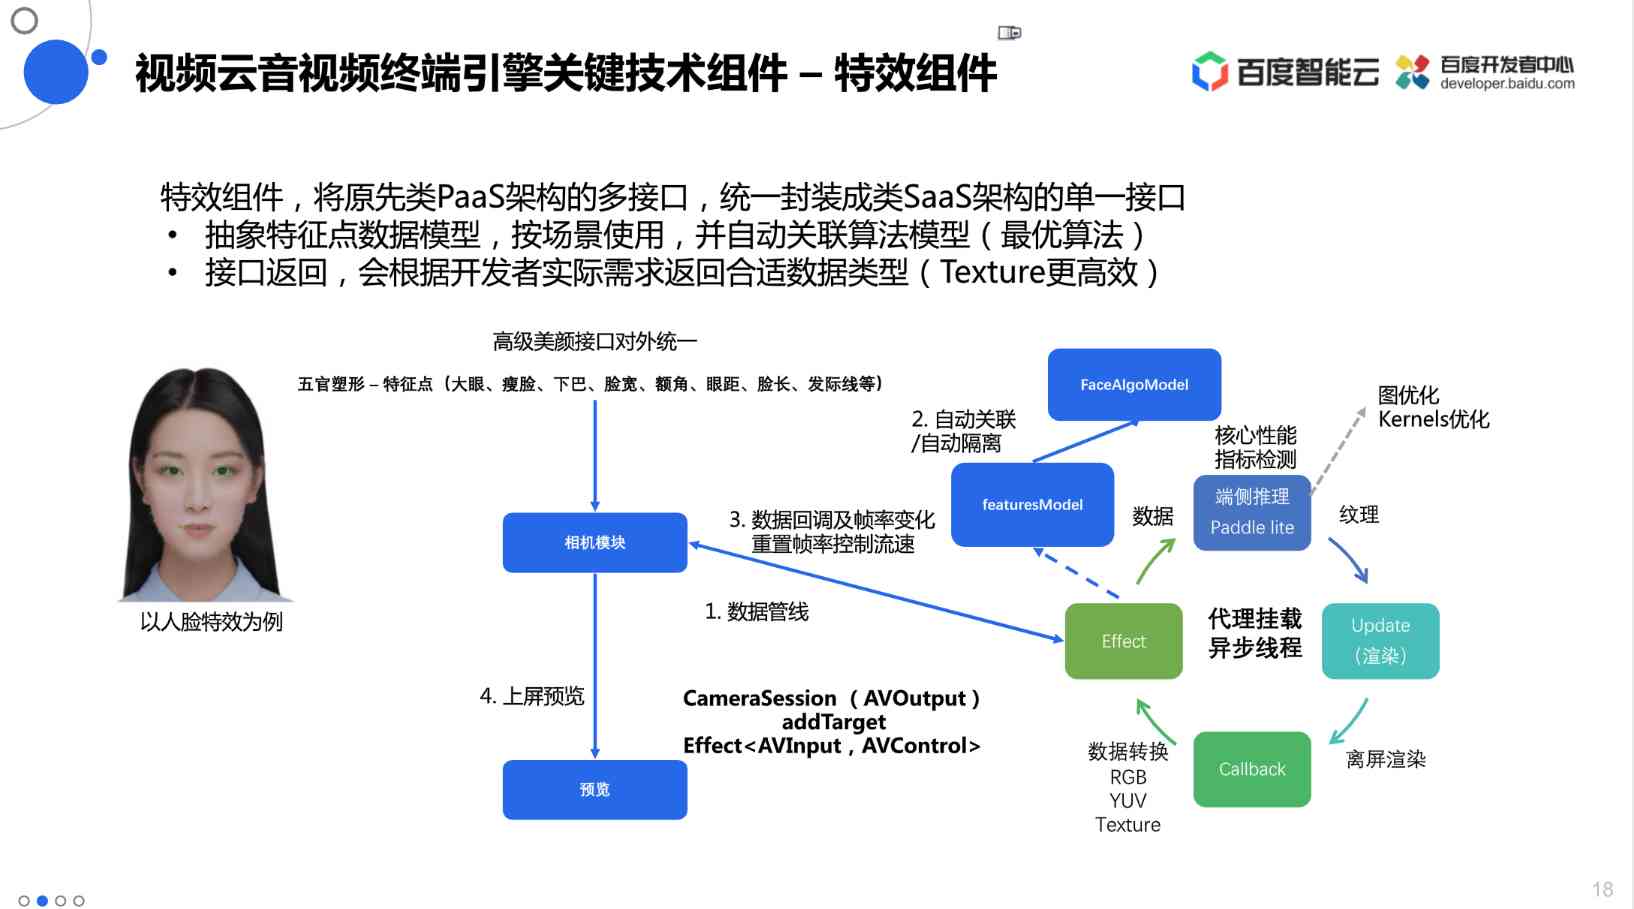 视频云音视频终端引擎关键技术组件 – 特效组件
百度智能云
百度开发者中心
developer.baidu.com
特效组件，将原先类PaaS架构的多接口，统一封装成类SaaS架构的单一接口
• 抽象特征点数据模型，按场景使用，并自动关联算法模型（最优算法）
• 接口返回，会根据开发者实际需求返回合适数据类型（Texture更高效）
高级美颜接口对外统一
五官塑形 – 特征点（大眼、瘦脸、下巴、脸宽、额角、眼距、脸长、发际线等）
以人脸特效为例
相机模块
4. 上屏预览
预览
3. 数据回调及帧率变化
重置帧率控制流速
1. 数据管线
CameraSession（AVOutput）
addTarget
Effect<AVInput，AVControl>
2. 自动关联
/自动隔离
FaceAlgoModel
featuresModel
核心性能
指标检测
图优化
Kernels优化
数据
端侧推理
Paddle lite
纹理
Effect
代理挂载
异步线程
Update
（渲染）
数据转换
RGB
YUV
Texture
Callback
离屏渲染
18